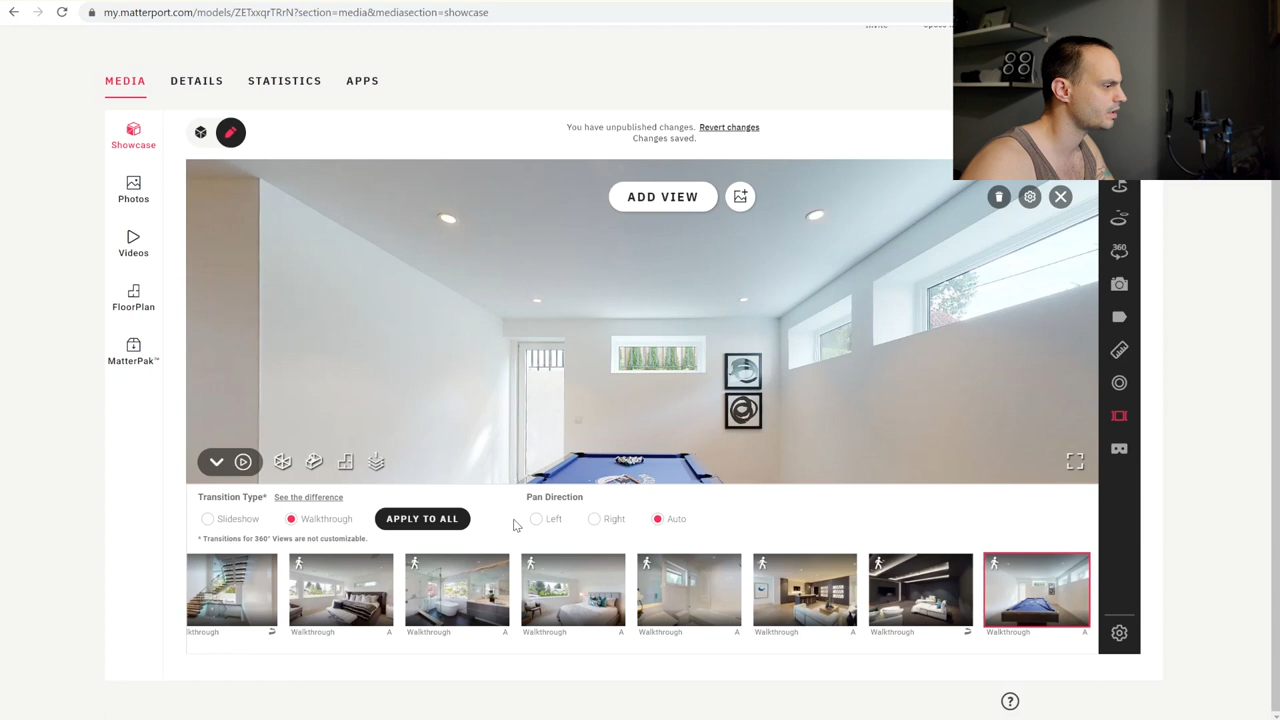 my.matterport.com/models/ZETxxqrTRrN?section=media&mediasection=showcase
MEDIA DETAILS STATISTICS APPS
Showcase
Photos
Videos
FloorPlan
MatterPak™
You have unpublished changes. Revert changes
Changes saved.
ADD VIEW
360
Transition Type* See the difference
Slideshow Walkthrough APPLY TO ALL
* Transitions for 360° Views are not customizable.
Pan Direction
Left Right Auto
lkthrough Walkthrough A Walkthrough A Walkthrough A Walkthrough A Walkthrough A Walkthrough Walkthrough A
?